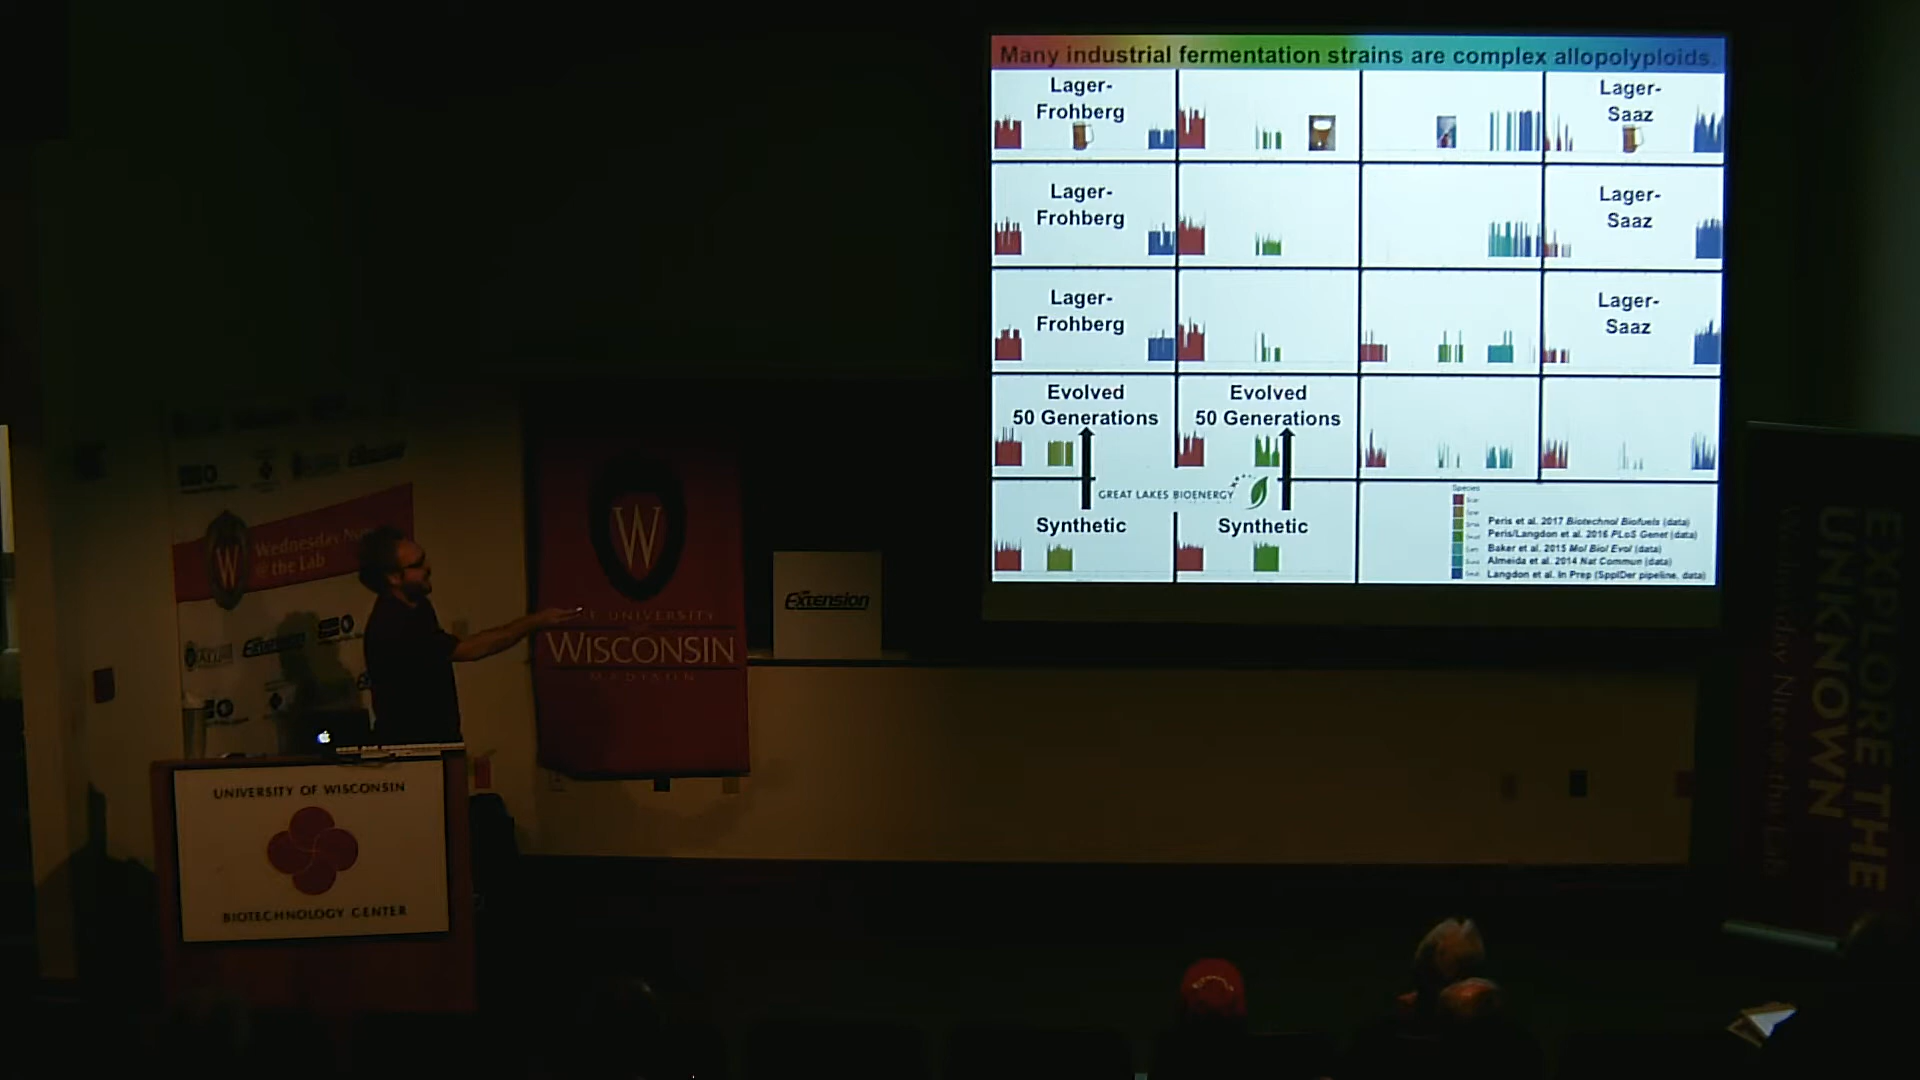 Many industrial fermentation strains are complex allopolyploids.
Lager-
Frohberg
Lager-
Saaz
Lager-
Frohberg
Lager-
Saaz
Lager-
Frohberg
Lager-
Saaz
Evolved
50 Generations
Evolved
50 Generations
GREAT LAKES BIOENERGY
Synthetic
Synthetic
Species
Peris et al. 2017 Biotechnol Biofuels (data)
Peris/Langdon et al. 2016 PLoS Genet (data)
Baker et al. 2015 Mol Biol Evol (data)
Almeida et al. 2014 Nat Commun (data)
Langdon et al. In Prep (SppIDer pipeline, data)
Wednesday
@ the Lab
W
W
UNIVERSITY
WISCONSIN
MADISON
Extension
Extension
UNIVERSITY OF WISCONSIN
BIOTECHNOLOGY CENTER
EXPLORE THE
UNKNOWN
Wednesday Nite @ the Lab